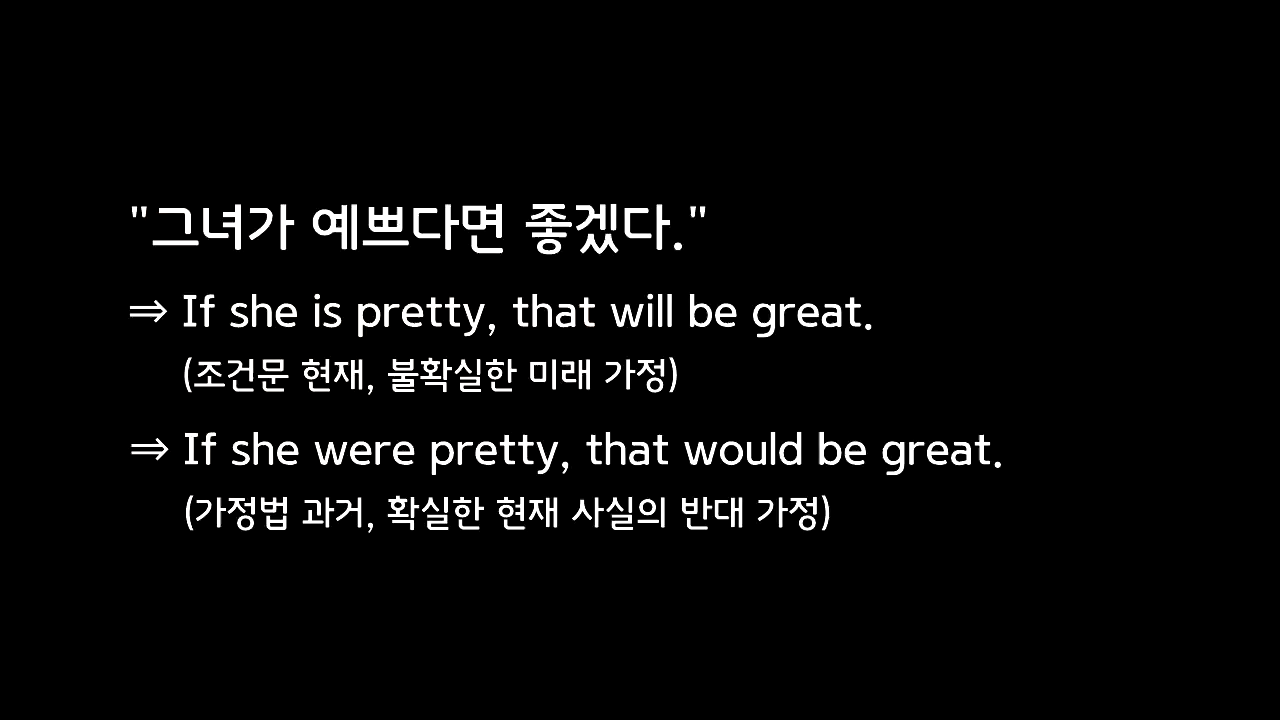 "그녀가 예쁘다면 좋겠다."
⇒ If she is pretty, that will be great.
(조건문 현재, 불확실한 미래 가정)
⇒ If she were pretty, that would be great.
(가정법 과거, 확실한 현재 사실의 반대 가정)